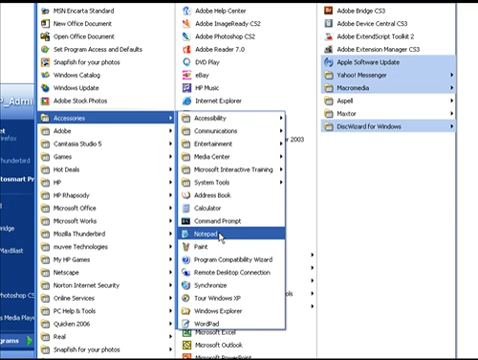 MSN Encarta Standard
New Office Document
Open Office Document
Set Program Access and Defaults
Snapfish for your photos
Windows Catalog
Windows Update
Adobe Stock Photos
Accessories
Adobe
Camtasia Studio 5
Games
Hot Deals
HP
HP Rhapsody
Microsoft Office
Microsoft Works
Mozilla Thunderbird
muvee Technologies
My HP Games
Netscape
Norton Internet Security
Online Services
PC Help & Tools
Quicken 2006
Real
Snapfish for your photos
Adobe Help Center
Adobe ImageReady CS2
Adobe Photoshop CS2
Adobe Reader 7.0
DVD Play
eBay
HP Music
Internet Explorer
Accessibility
Communications
Entertainment
Media Center
Microsoft Interactive Training
System Tools
Address Book
Calculator
Command Prompt
Notepad
Paint
Program Compatibility Wizard
Remote Desktop Connection
Synchronize
Tour Windows XP
Windows Explorer
WordPad
Microsoft Excel
Microsoft Outlook
Adobe Bridge CS3
Adobe Device Central CS3
Adobe ExtendScript Toolkit 2
Adobe Extension Manager CS3
Apple Software Update
Yahoo! Messenger
Macromedia
Aspell
Maxtor
DiscWizard for Windows
2003